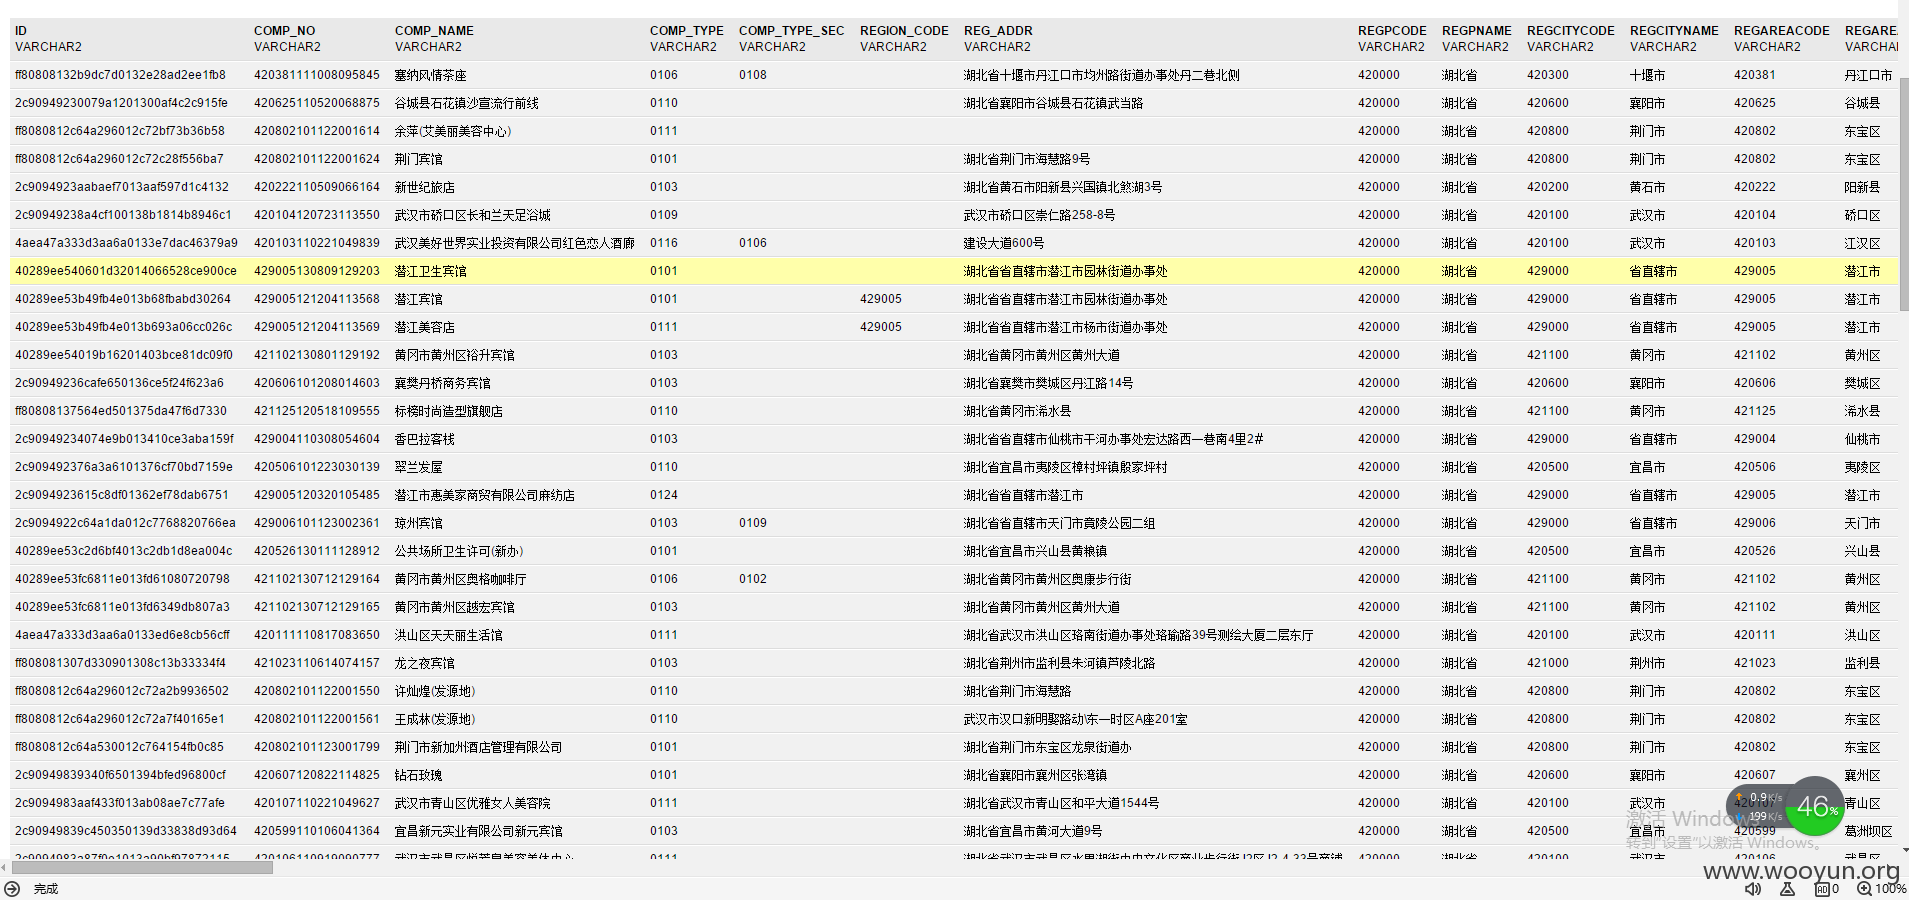 ID COMP_NO COMP_NAME COMP_TYPE COMP_TYPE_SEC REGION_CODE REG_ADDR REGPCODE REGPNAME REGCITYCODE REGCITYNAME REGAREACODE REGARE
VARCHAR2 VARCHAR2 VARCHAR2 VARCHAR2 VARCHAR2 VARCHAR2 VARCHAR2 VARCHAR2 VARCHAR2 VARCHAR2 VARCHAR2 VARCHAR2 VARCHA
ff80808132b9dc7d0132e28ad2ee1fb8 420381111008095845 塞纳风情茶座 0106 0108 湖北省十堰市丹江口市均州路街道办事处丹二巷北侧 420000 湖北省 420300 十堰市 420381 丹江口市
2c90949230079a1201300af4c2c915fe 420625110520068875 谷城县石花镇沙宣流行前线 0110 湖北省襄阳市谷城县石花镇武当路 420000 湖北省 420600 襄阳市 420625 谷城县
ff8080812c64a296012c72bf73b36b58 420802101122001614 余萍(艾美丽美容中心) 0111 420000 湖北省 420800 荆门市 420802 东宝区
ff8080812c64a296012c72c28f556ba7 420802101122001624 荆门宾馆 0101 湖北省荆门市海慧路9号 420000 湖北省 420800 荆门市 420802 东宝区
2c9094923aabaef7013aaf597d1c4132 420222110509066164 新世纪旅店 0103 湖北省黄石市阳新县兴国镇北煞湖3号 420000 湖北省 420200 黄石市 420222 阳新县
2c90949238a4cf100138b1814b8946c1 420104120723113550 武汉市硚口区长和兰天足浴城 0109 武汉市硚口区崇仁路258-8号 420000 湖北省 420100 武汉市 420104 硚口区
4aea47a333d3aa6a0133e7dac46379a9 420103110221049839 武汉美好世界实业投资有限公司红色恋人酒廊 0116 0106 建设大道600号 420000 湖北省 420100 武汉市 420103 江汉区
40289ee540601d32014066528ce900ce 429005130809129203 潜江卫生宾馆 0101 湖北省省直辖市潜江市园林街道办事处 420000 湖北省 429000 省直辖市 429005 潜江市
40289ee53b49fb4e013b68fbabd30264 429005121204113568 潜江宾馆 0101 429005 湖北省省直辖市潜江市园林街道办事处 420000 湖北省 429000 省直辖市 429005 潜江市
40289ee53b49fb4e013b693a06cc026c 429005121204113569 潜江美容店 0111 429005 湖北省省直辖市潜江市杨市街道办事处 420000 湖北省 429000 省直辖市 429005 潜江市
40289ee54019b16201403bce81dc09f0 421102130801129192 黄冈市黄州区裕升宾馆 0103 湖北省黄冈市黄州区黄州大道 420000 湖北省 421100 黄冈市 421102 黄州区
2c90949236cafe650136ce5f24f623a6 420606101208014603 襄樊丹桥商务宾馆 0103 湖北省襄樊市樊城区丹江路14号 420000 湖北省 420600 襄阳市 420606 樊城区
ff80808137564ed501375da47f6d7330 421125120518109555 标榜时尚造型旗舰店 0110 湖北省黄冈市浠水县 420000 湖北省 421100 黄冈市 421125 浠水县
2c90949234074e9b013410ce3aba159f 429004110308054604 香巴拉客栈 0103 湖北省省直辖市仙桃市干河办事处宏达路西一巷南4里2# 420000 湖北省 429000 省直辖市 429004 仙桃市
2c909492376a3a6101376cf70bd7159e 420506101223030139 翠兰发屋 0110 湖北省宜昌市夷陵区樟村坪镇殷家坪村 420000 湖北省 420500 宜昌市 420506 夷陵区
2c9094923615c8df01362ef78dab6751 429005120320105485 潜江市惠美家商贸有限公司麻纺店 0124 湖北省省直辖市潜江市 420000 湖北省 429000 省直辖市 429005 潜江市
2c9094922c64a1da012c7768820766ea 429006101123002361 琼州宾馆 0103 0109 湖北省省直辖市天门市竟陵公园二组 420000 湖北省 429000 省直辖市 429006 天门市
40289ee53c2d6bf4013c2db1d8ea004c 420526130111128912 公共场所卫生许可(新办) 0101 湖北省宜昌市兴山县黄粮镇 420000 湖北省 420500 宜昌市 420526 兴山县
40289ee53fc6811e013fd61080720798 421102130712129164 黄冈市黄州区奥格咖啡厅 0106 0102 湖北省黄冈市黄州区奥康步行街 420000 湖北省 421100 黄冈市 421102 黄州区
40289ee53fc6811e013fd6349db807a3 421102130712129165 黄冈市黄州区越宏宾馆 0103 湖北省黄冈市黄州区黄州大道 420000 湖北省 421100 黄冈市 421102 黄州区
4aea47a333d3aa6a0133ed6e8cb56cff 420111110817083650 洪山区天天丽生活馆 0111 湖北省武汉市洪山区珞南街道办事处珞瑜路39号测绘大厦二层东厅 420000 湖北省 420100 武汉市 420111 洪山区
ff808081307d330901308c13b33334f4 421023110614074157 龙之夜宾馆 0103 湖北省荆州市监利县朱河镇芦陵北路 420000 湖北省 421000 荆州市 421023 监利县
ff8080812c64a296012c72a2b9936502 420802101122001550 许灿煌(发源地) 0110 湖北省荆门市海慧路 420000 湖北省 420800 荆门市 420802 东宝区
ff8080812c64a296012c72a7f40165e1 420802101122001561 王成林(发源地) 0110 武汉市汉口新明墅路动\东一时区A座201室 420000 湖北省 420800 荆门市 420802 东宝区
ff8080812c64a530012c764154fb0c85 420802101123001799 荆门市新加州酒店管理有限公司 0101 湖北省荆门市东宝区龙泉街道办 420000 湖北省 420800 荆门市 420802 东宝区
2c90949839340f6501394bfed96800cf 420607120822114825 钻石玫瑰 0101 湖北省襄阳市襄州区张湾镇 420000 湖北省 420600 襄阳市 420607 襄州区
2c9094983aaf433f013ab08ae7c77afe 420107110221049627 武汉市青山区优雅女人美容院 0111 湖北省武汉市青山区和平大道1544号 420000 湖北省 420100 武汉市 420107 青山区
2c90949839c450350139d33838d93d64 420599110106041364 宜昌新元实业有限公司新元宾馆 0103 湖北省宜昌市黄河大道9号 420000 湖北省 420500 宜昌市 420599 葛洲坝区
0.9K/s
199K/s
46%
激活 Windows
转到"设置"以激活 Windows。
www.wooyun.org
完成 0 100%